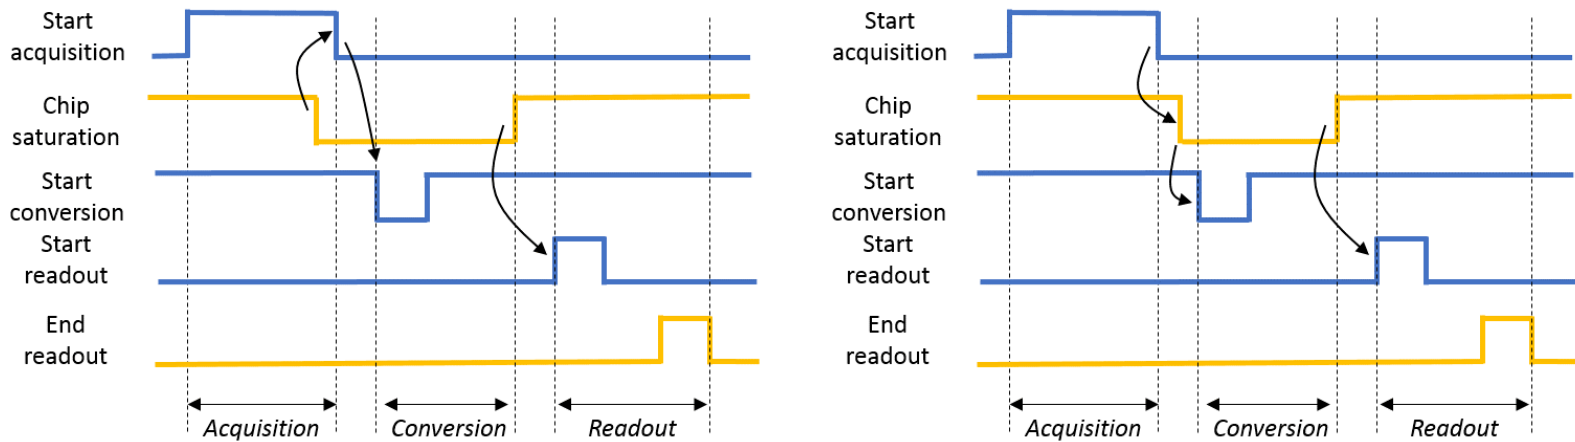 Start
acquisition
Chip
saturation
Start
conversion
Start
readout
End
readout
Acquisition
Conversion
Readout
Start
acquisition
Chip
saturation
Start
conversion
Start
readout
End
readout
Acquisition
Conversion
Readout